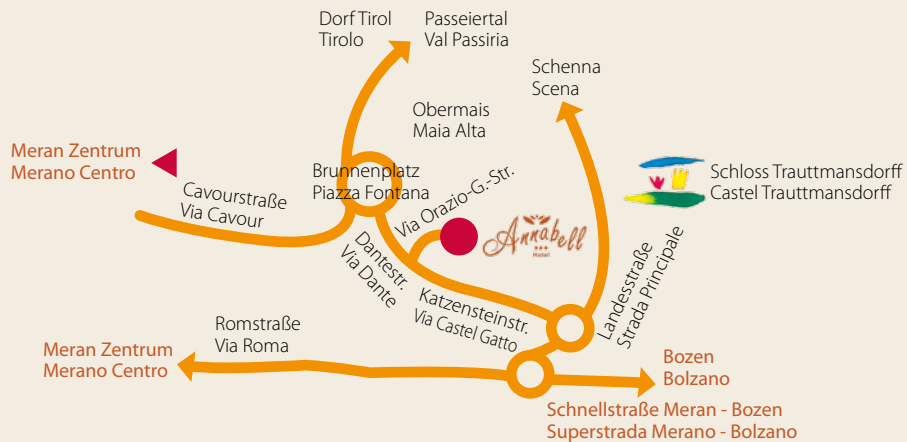 Dorf Tirol
Tirolo
Passeiertal
Val Passiria
Schenna
Scena
Obermais
Maia Alta
Meran Zentrum
Merano Centro
Brunnenplatz
Piazza Fontana
Schloss Trauttmansdorff
Castel Trauttmansdorff
Cavourstraße
Via Cavour
Via Orazio-G.-Str.
Annabell
Hotel
Dantestr.
Via Dante
Katzensteinstr.
Via Castel Gatto
Landesstraße
Strada Principale
Romstraße
Via Roma
Meran Zentrum
Merano Centro
Bozen
Bolzano
Schnellstraße Meran - Bozen
Superstrada Merano - Bolzano